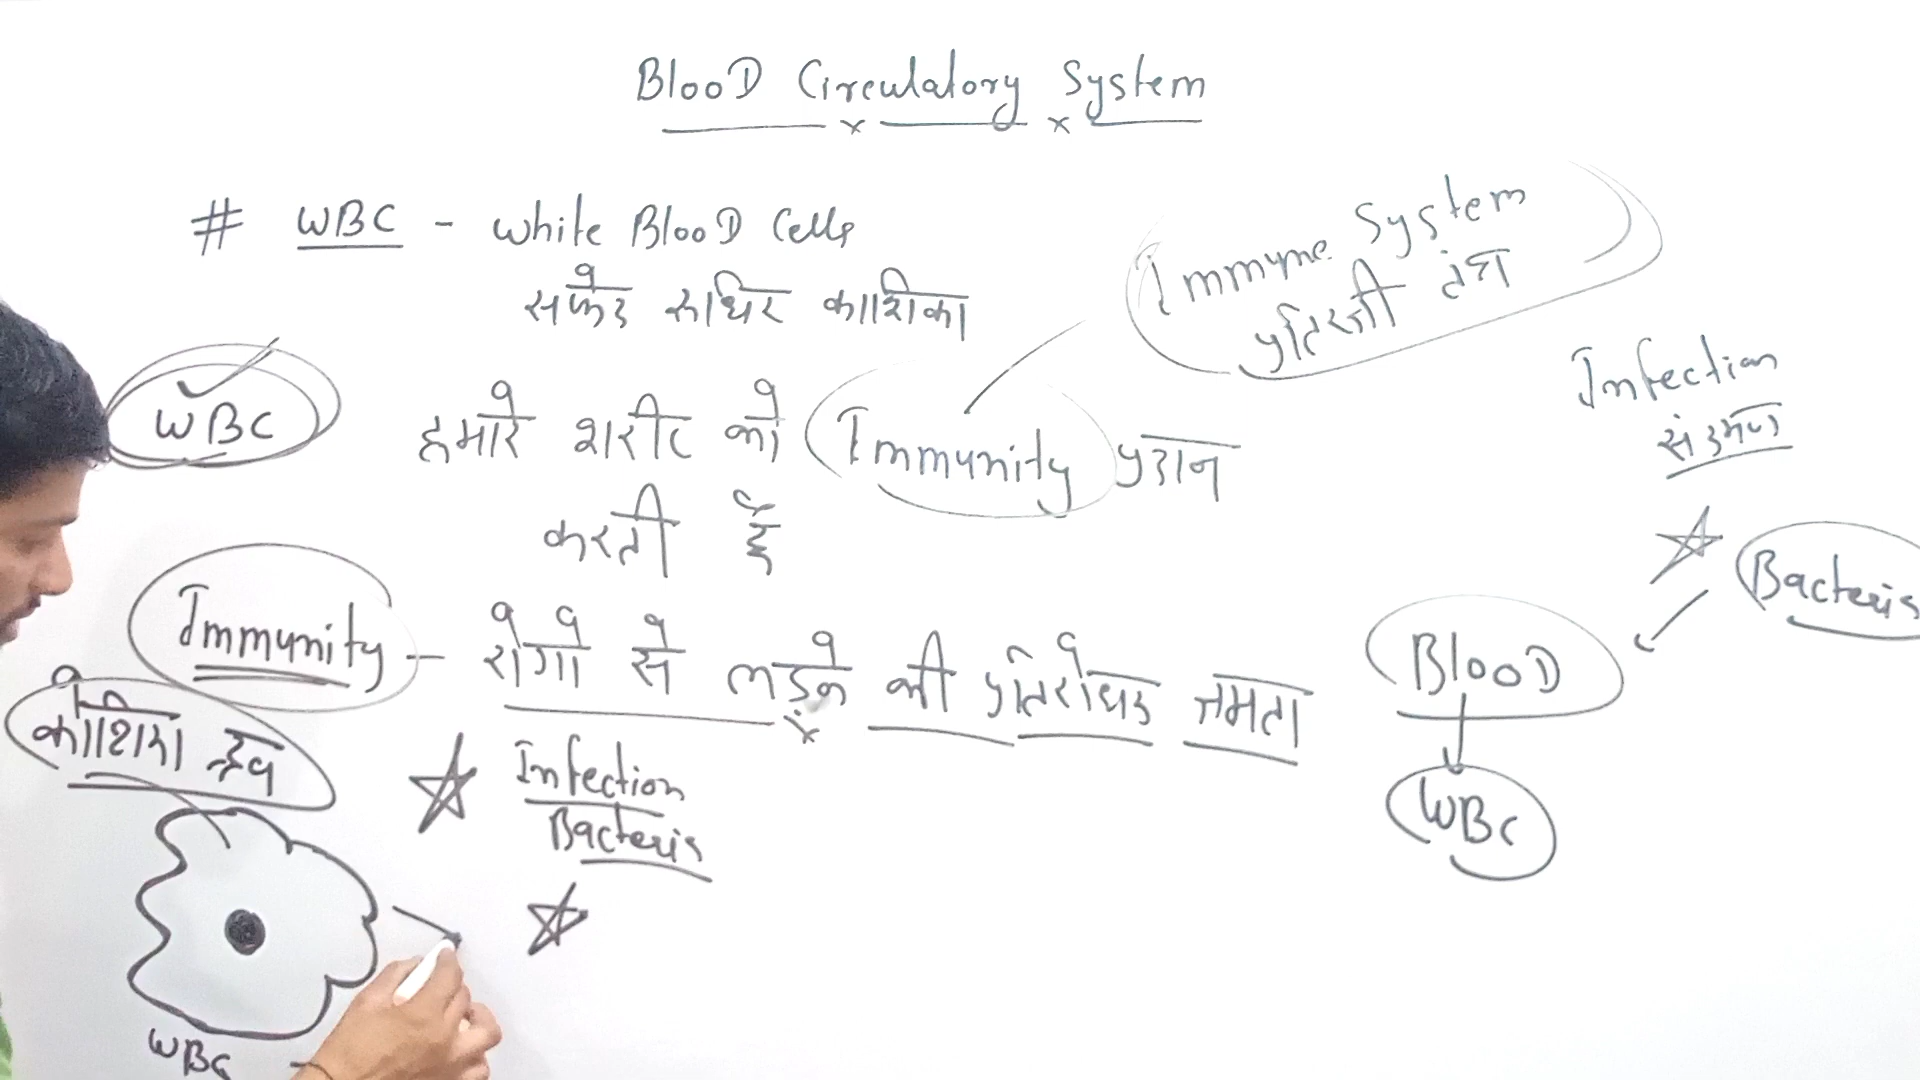 BlooD Circulatory System
# WBC - White BlooD Cells
सफेद रुधिर कोशिका
Immune System
प्रतिरक्षी तंत्र
WBC
हमारे शरीर को Immunity प्रदान
करती हैं
Infection
संक्रमण
Bacteria
Immunity - रोगों से लड़ने की प्रतिरोधक क्षमता
BlooD
WBC
कोशिका द्रव
Infection
Bacteria
WBC